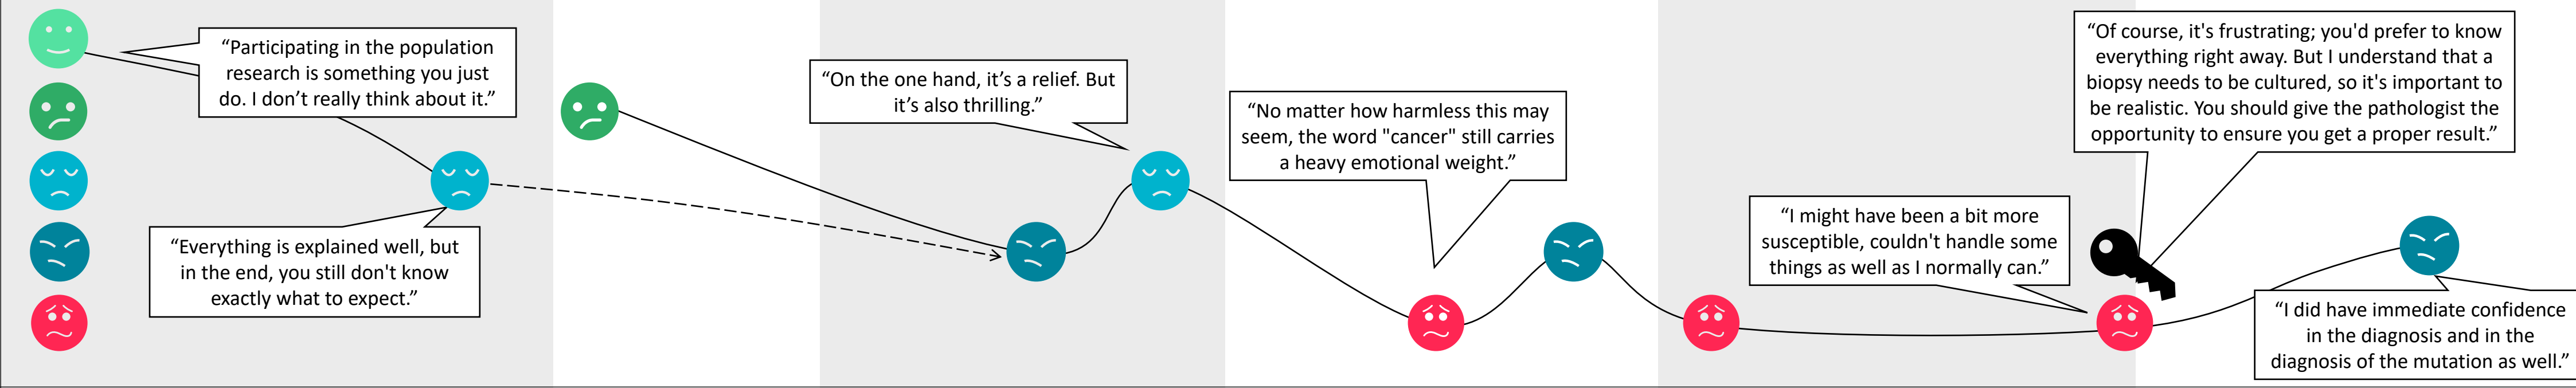 “Participating in the population
research is something you just
do. I don’t really think about it.”
“Everything is explained well, but
in the end, you still don't know
exactly what to expect.”
“On the one hand, it’s a relief. But
it’s also thrilling.”
“No matter how harmless this may
seem, the word "cancer" still carries
a heavy emotional weight.”
“I might have been a bit more
susceptible, couldn't handle some
things as well as I normally can.”
“Of course, it's frustrating; you'd prefer to know
everything right away. But I understand that a
biopsy needs to be cultured, so it's important to
be realistic. You should give the pathologist the
opportunity to ensure you get a proper result.”
“I did have immediate confidence
in the diagnosis and in the
diagnosis of the mutation as well.”